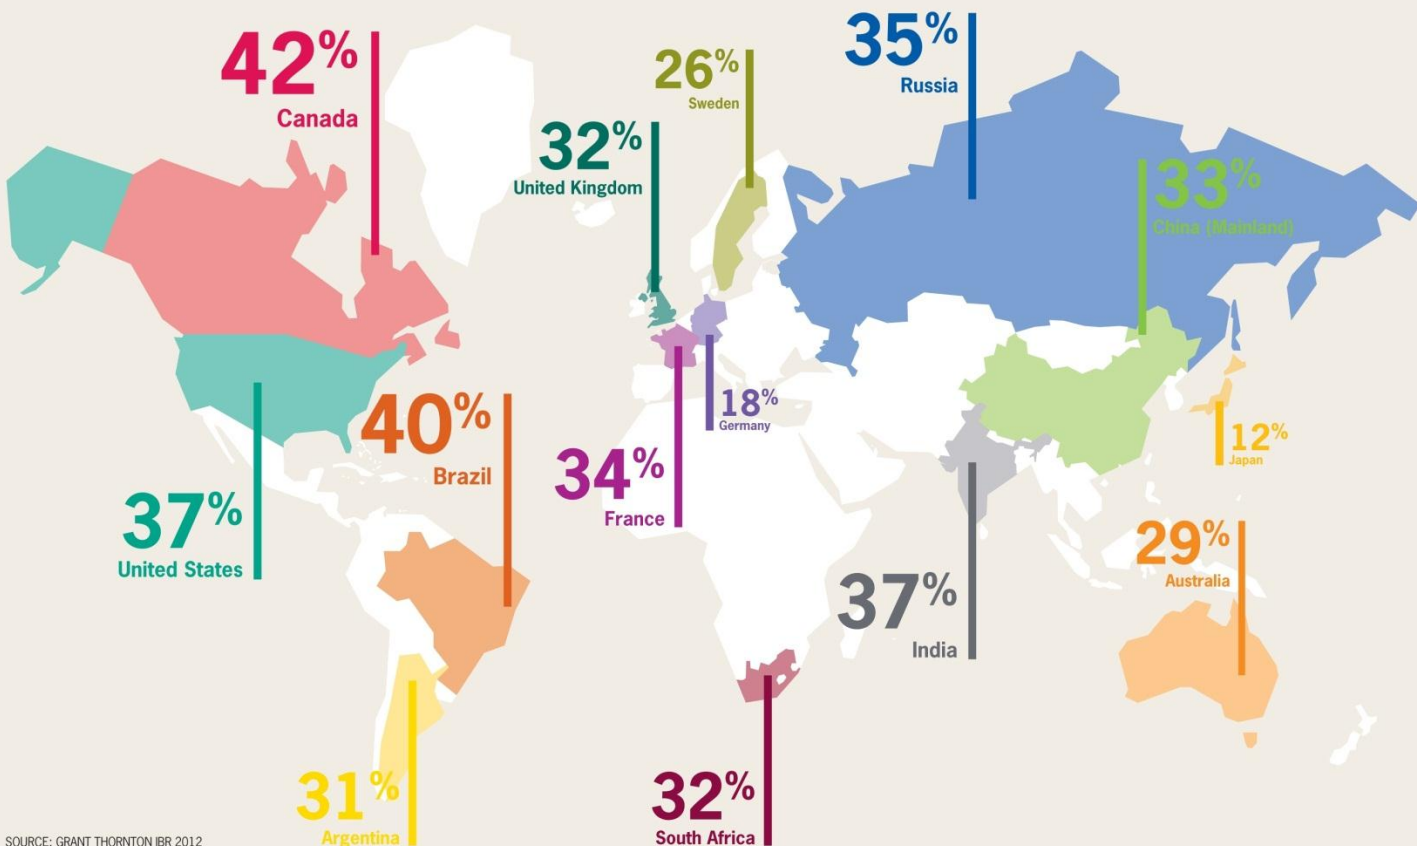 42%
Canada
26%
Sweden
35%
Russia
32%
United Kingdom
33%
China (Mainland)
40%
Brazil
18%
Germany
12%
Japan
34%
France
37%
United States
29%
Australia
37%
India
31%
Argentina
32%
South Africa
SOURCE: GRANT THORNTON IBR 2012